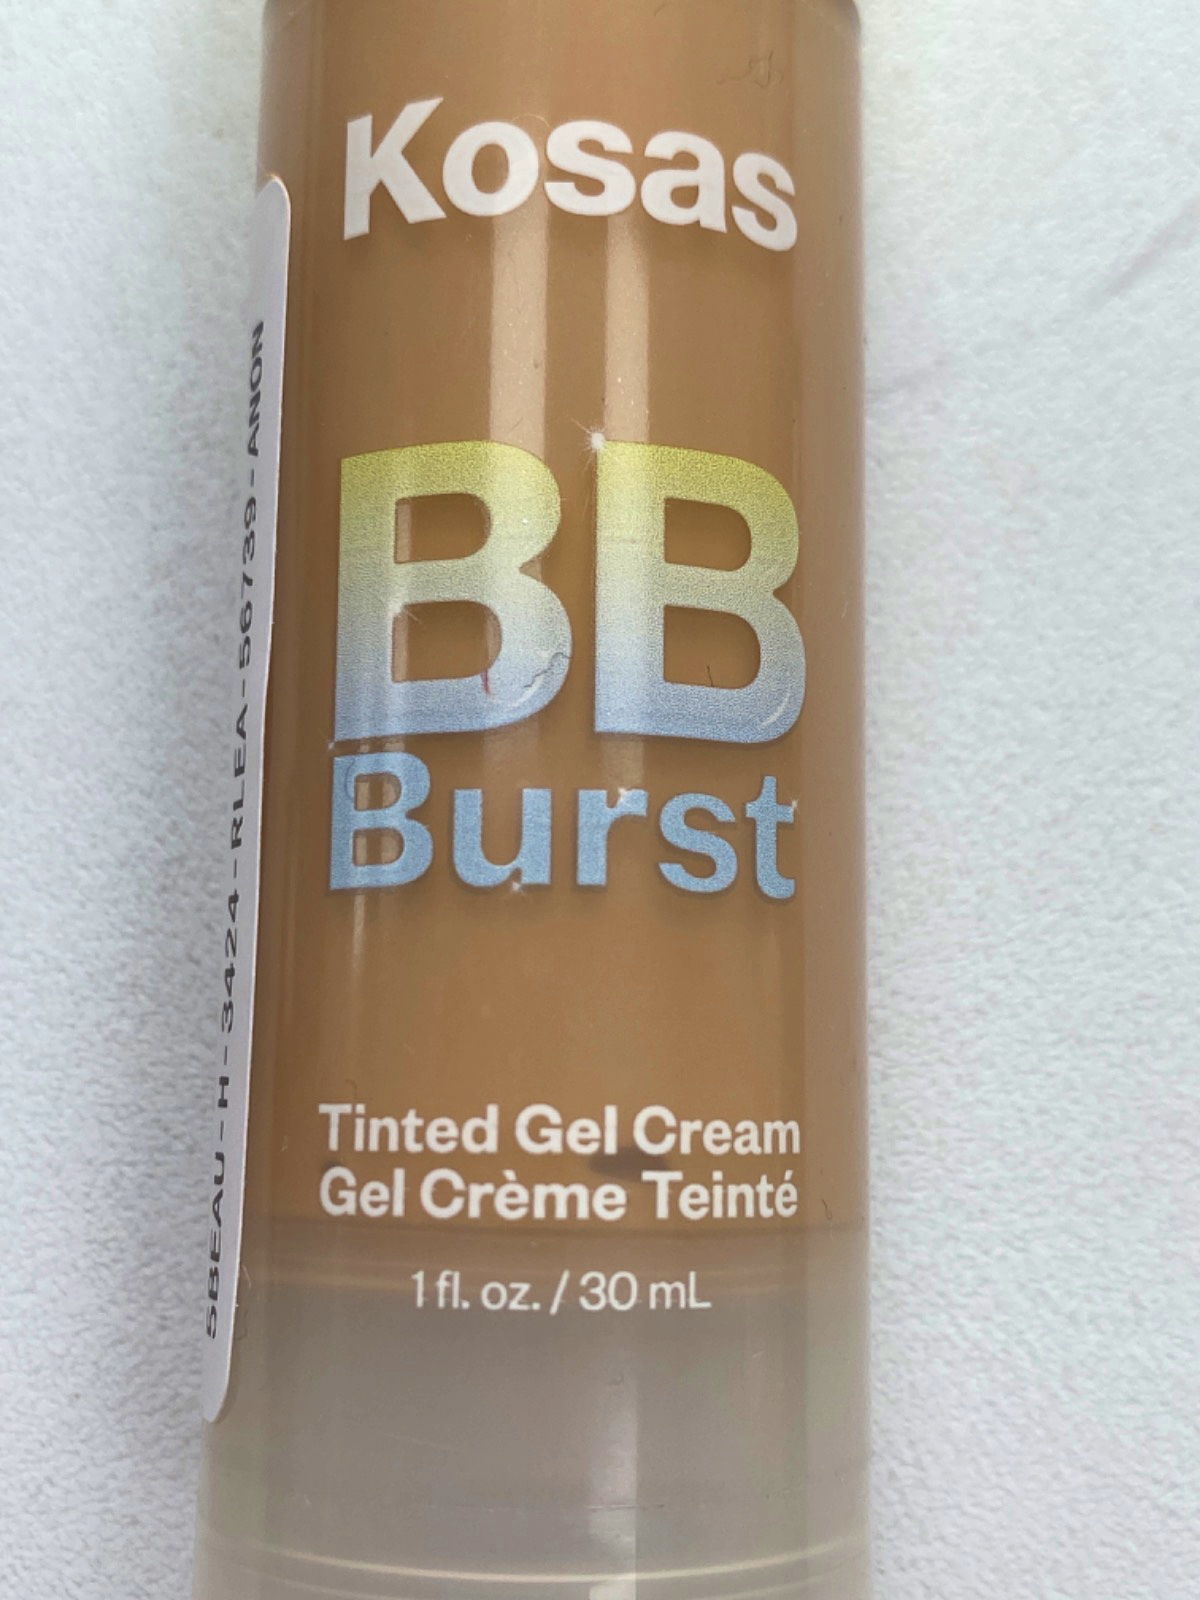 Kosas
BB
Burst
Tinted Gel Cream
Gel Crème Teinté
1 fl. oz. / 30 mL
5BEAU-H-3424-RLEA-56739-ANON